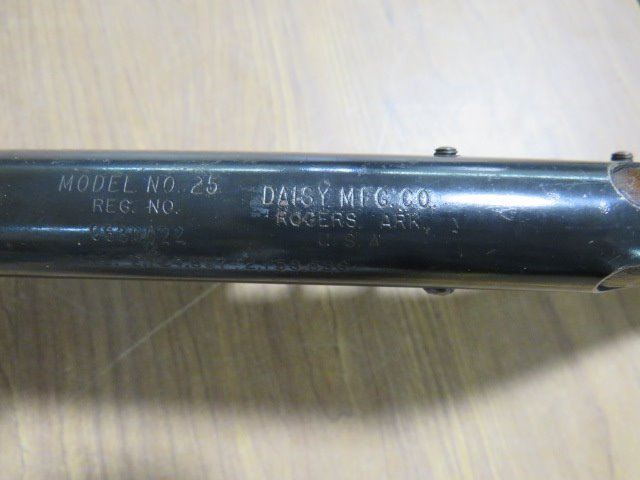 MODEL NO. 25
REG. NO.
DAISY MFG. CO.
ROGERS ARK.
U.S.A